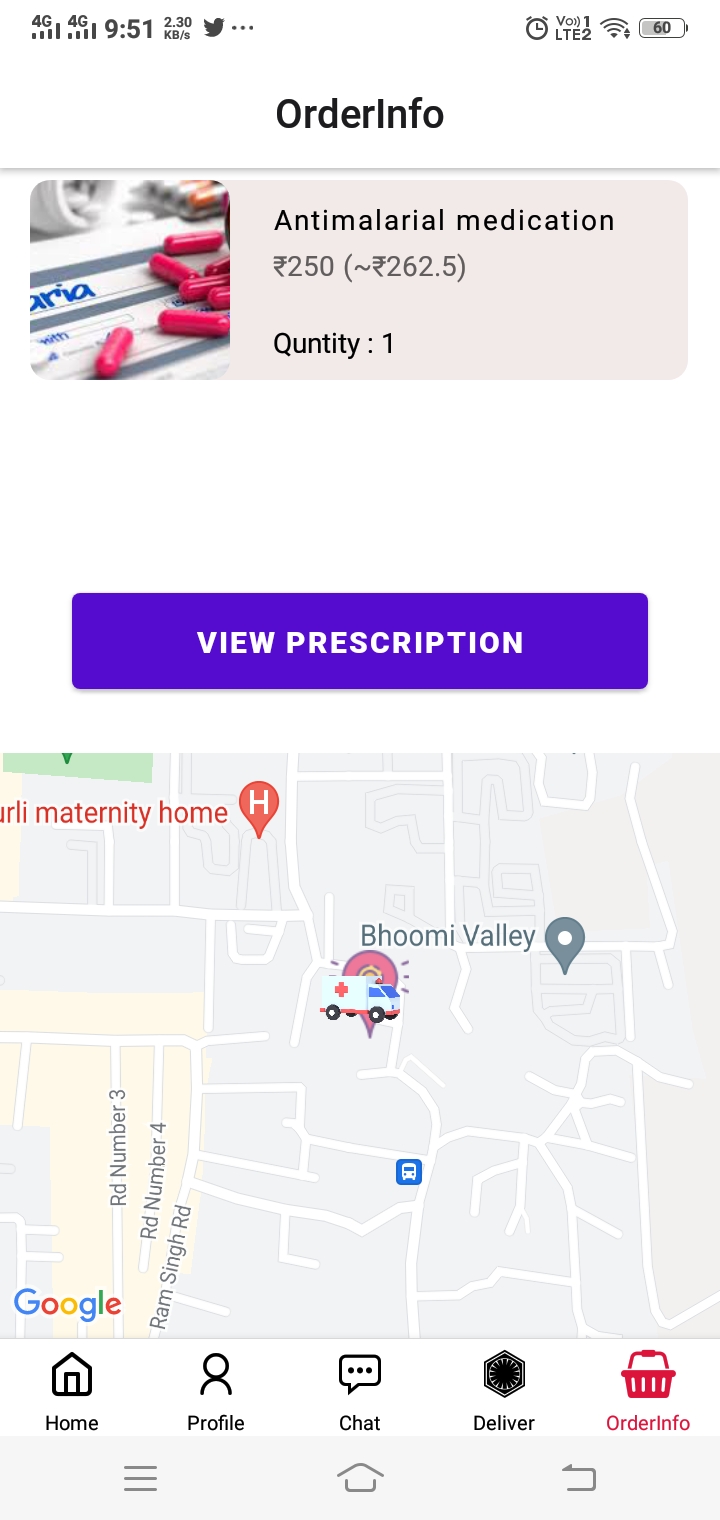 4G 4G 9:51 2.30 KB/s ... Vo)) 1 LTE2 60
OrderInfo
Antimalarial medication
₹250 (~₹262.5)
Quntity : 1
aria
with
VIEW PRESCRIPTION
urli maternity home
H
Bhoomi Valley
Rd Number 3
Rd Number 4
Ram Singh Rd
Google
Home Profile Chat Deliver OrderInfo